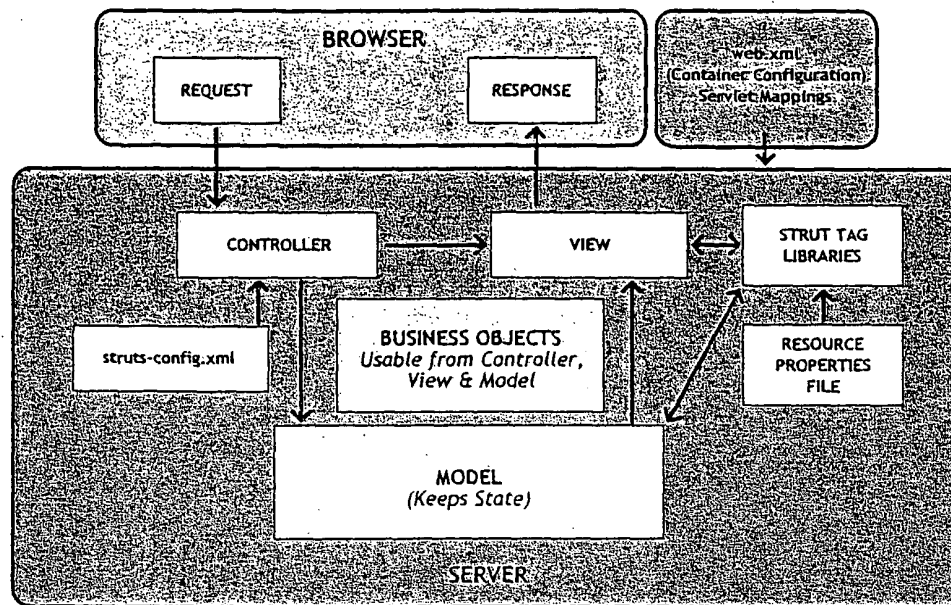 BROWSER
REQUEST
RESPONSE
web.xml
(Container Configuration)
Servlet Mappings
CONTROLLER
VIEW
STRUT TAG
LIBRARIES
struts-config.xml
BUSINESS OBJECTS
Usable from Controller,
View & Model
RESOURCE
PROPERTIES
FILE
MODEL
(Keeps State)
SERVER